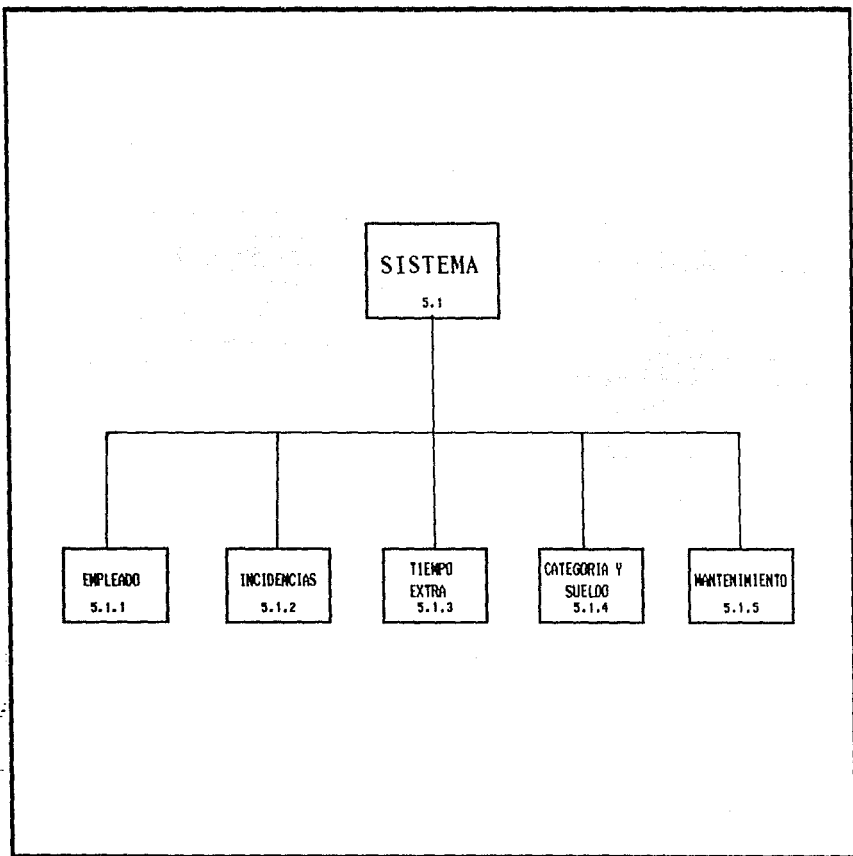 SISTEMA
5.1
EMPLEADO
5.1.1
INCIDENCIAS
5.1.2
TIEMPO
EXTRA
5.1.3
CATEGORIA Y
SUELDO
5.1.4
MANTENIMIENTO
5.1.5